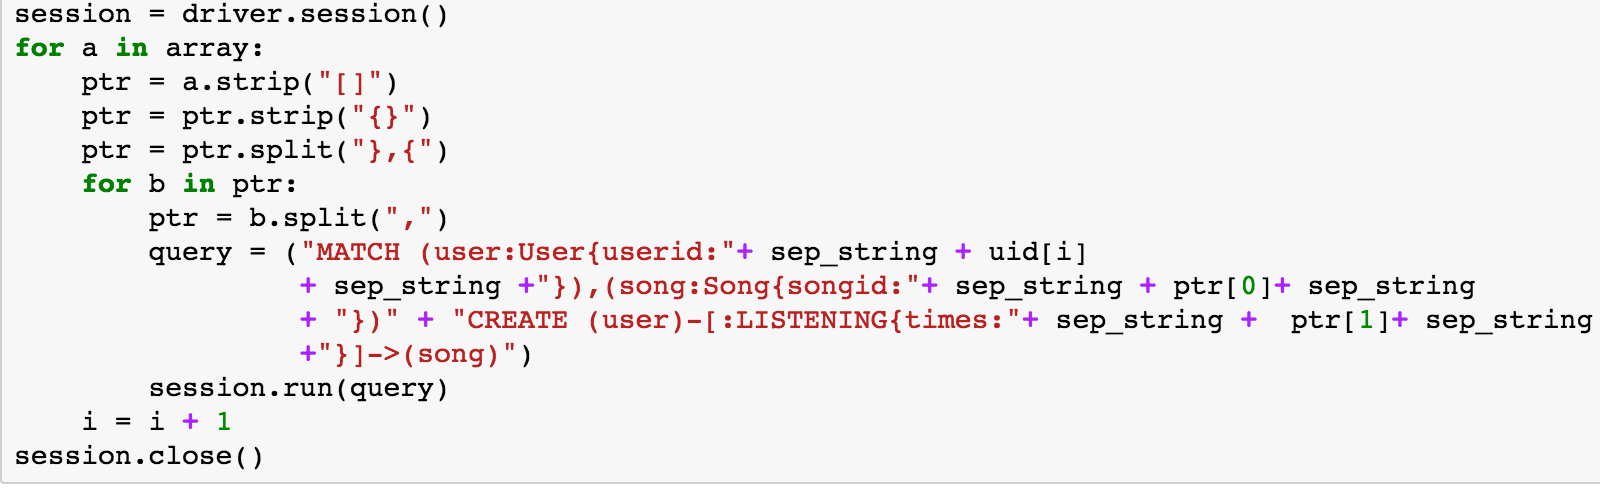 session = driver.session()
for a in array:
    ptr = a.strip("[]")
    ptr = ptr.strip("{}")
    ptr = ptr.split("},{")
    for b in ptr:
        ptr = b.split(",")
        query = ("MATCH (user:User{userid:"+ sep_string + uid[i]
                 + sep_string +"}),(song:Song{songid:"+ sep_string + ptr[0]+ sep_string
                 + "})" + "CREATE (user)-[:LISTENING{times:"+ sep_string +  ptr[1]+ sep_string
                 +"}]->(song)")
        session.run(query)
    i = i + 1
session.close()